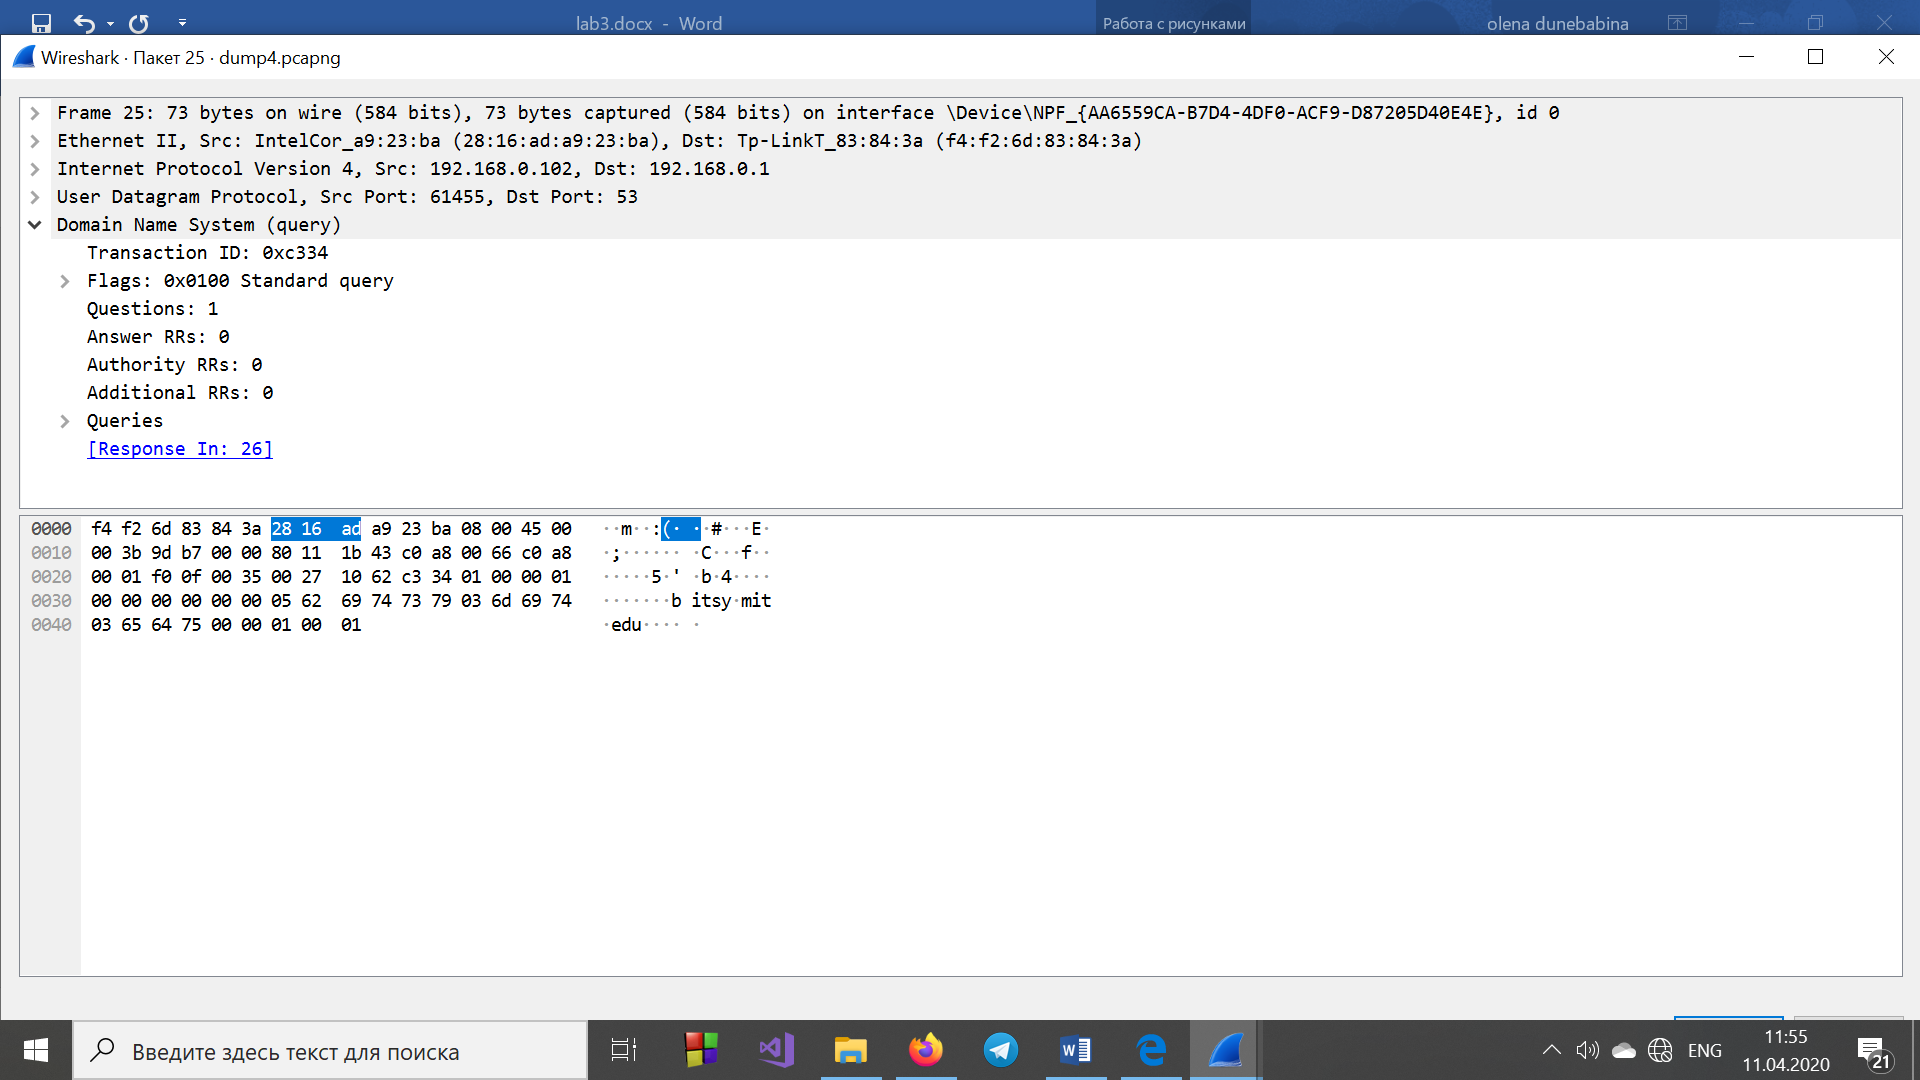 lab3.docx - Word
Работа с рисунками
olena dunebabina
Wireshark · Пакет 25 · dump4.pcapng
Frame 25: 73 bytes on wire (584 bits), 73 bytes captured (584 bits) on interface \Device\NPF_{AA6559CA-B7D4-4DF0-ACF9-D87205D40E4E}, id 0
Ethernet II, Src: IntelCor_a9:23:ba (28:16:ad:a9:23:ba), Dst: Tp-LinkT_83:84:3a (f4:f2:6d:83:84:3a)
Internet Protocol Version 4, Src: 192.168.0.102, Dst: 192.168.0.1
User Datagram Protocol, Src Port: 61455, Dst Port: 53
Domain Name System (query)
Transaction ID: 0xc334
Flags: 0x0100 Standard query
Questions: 1
Answer RRs: 0
Authority RRs: 0
Additional RRs: 0
Queries
[Response In: 26]
0000 f4 f2 6d 83 84 3a 28 16 ad a9 23 ba 08 00 45 00 ··m··:(· ··#···E·
0010 00 3b 9d b7 00 00 80 11 1b 43 c0 a8 00 66 c0 a8 ·;······ ·C···f··
0020 00 01 f0 0f 00 35 00 27 10 62 c3 34 01 00 00 01 ·····5·' ·b·4····
0030 00 00 00 00 00 00 05 62 69 74 73 79 03 6d 69 74 ·······b itsy·mit
0040 03 65 64 75 00 00 01 00 01 ·edu···· ·
Введите здесь текст для поиска
ENG
11:55
11.04.2020
21